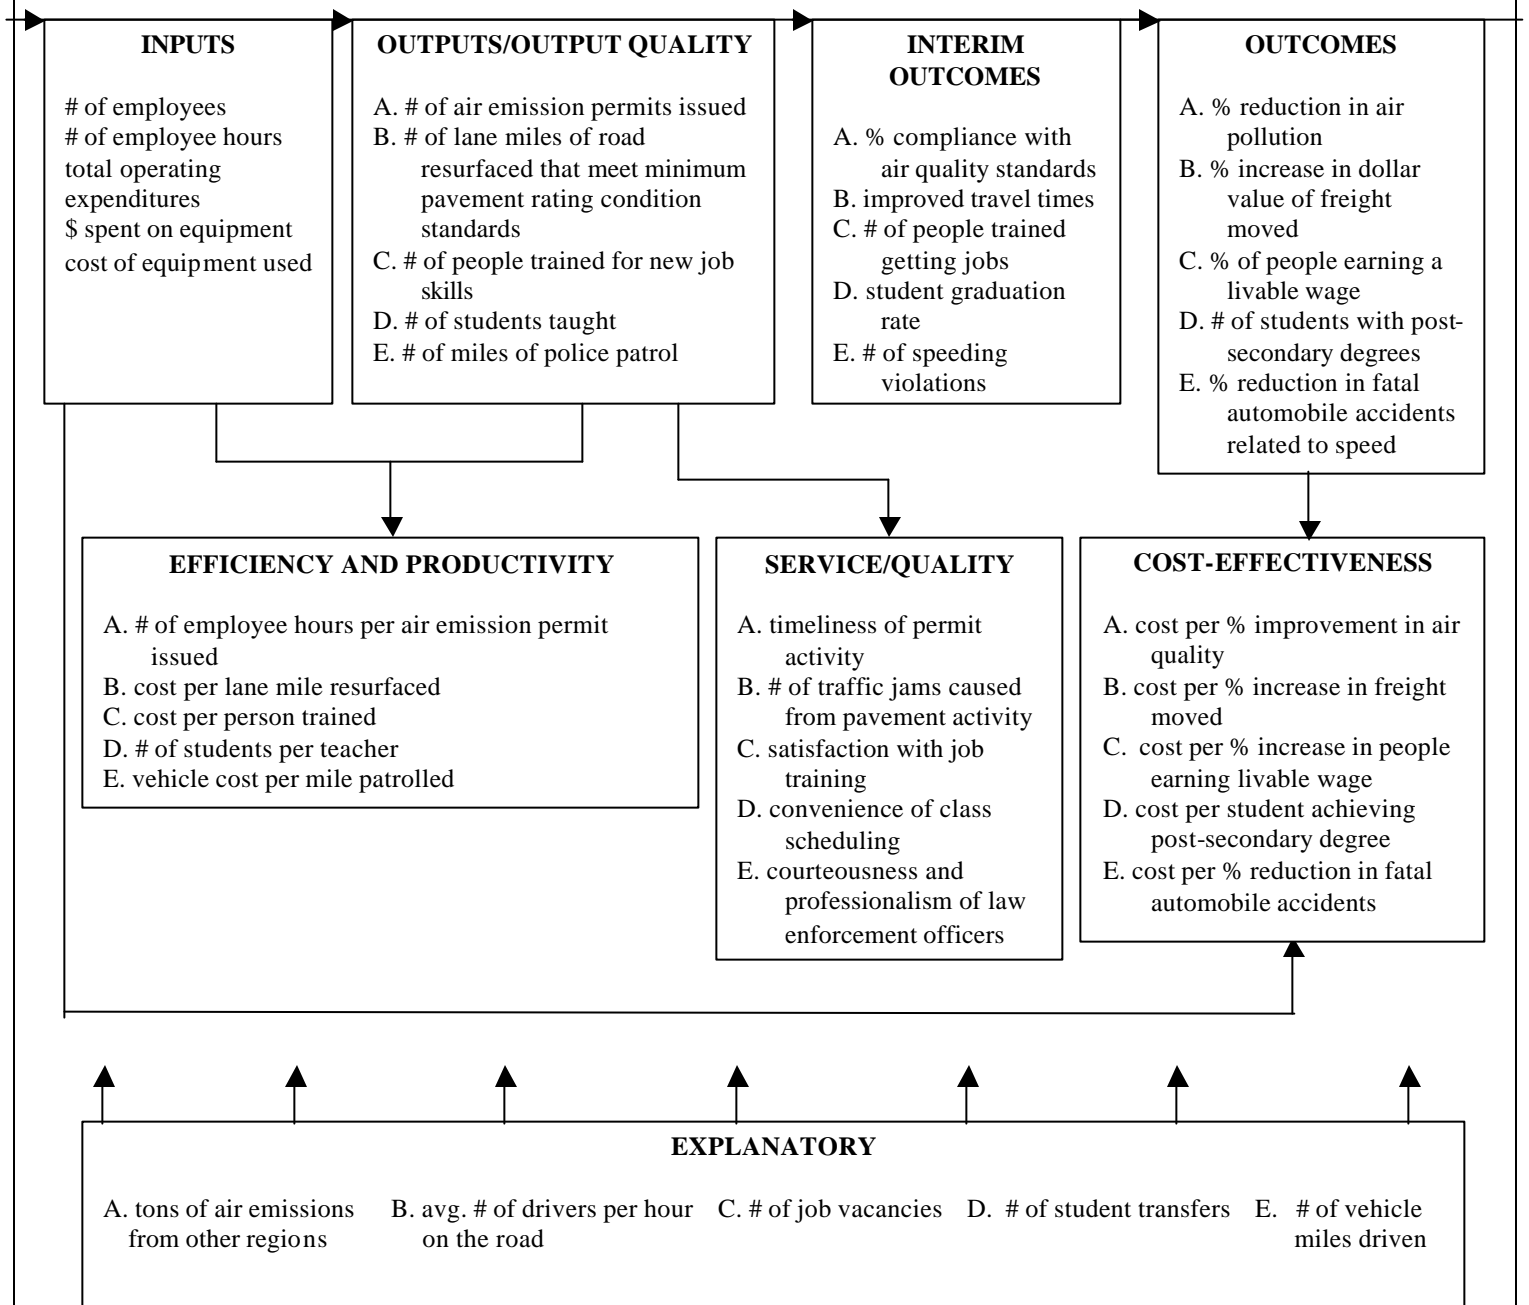 INPUTS
# of employees
# of employee hours
total operating
expenditures
$ spent on equipment
cost of equipment used
OUTPUTS/OUTPUT QUALITY
A. # of air emission permits issued
B. # of lane miles of road
resurfaced that meet minimum
pavement rating condition
standards
C. # of people trained for new job
skills
D. # of students taught
E. # of miles of police patrol
INTERIM
OUTCOMES
A. % compliance with
air quality standards
B. improved travel times
C. # of people trained
getting jobs
D. student graduation
rate
E. # of speeding
violations
OUTCOMES
A. % reduction in air
pollution
B. % increase in dollar
value of freight
moved
C. % of people earning a
livable wage
D. # of students with post-
secondary degrees
E. % reduction in fatal
automobile accidents
related to speed
EFFICIENCY AND PRODUCTIVITY
A. # of employee hours per air emission permit
issued
B. cost per lane mile resurfaced
C. cost per person trained
D. # of students per teacher
E. vehicle cost per mile patrolled
SERVICE/QUALITY
A. timeliness of permit
activity
B. # of traffic jams caused
from pavement activity
C. satisfaction with job
training
D. convenience of class
scheduling
E. courteousness and
professionalism of law
enforcement officers
COST-EFFECTIVENESS
A. cost per % improvement in air
quality
B. cost per % increase in freight
moved
C. cost per % increase in people
earning livable wage
D. cost per student achieving
post-secondary degree
E. cost per % reduction in fatal
automobile accidents
EXPLANATORY
A. tons of air emissions
from other regions
B. avg. # of drivers per hour
on the road
C. # of job vacancies
D. # of student transfers
E. # of vehicle
miles driven